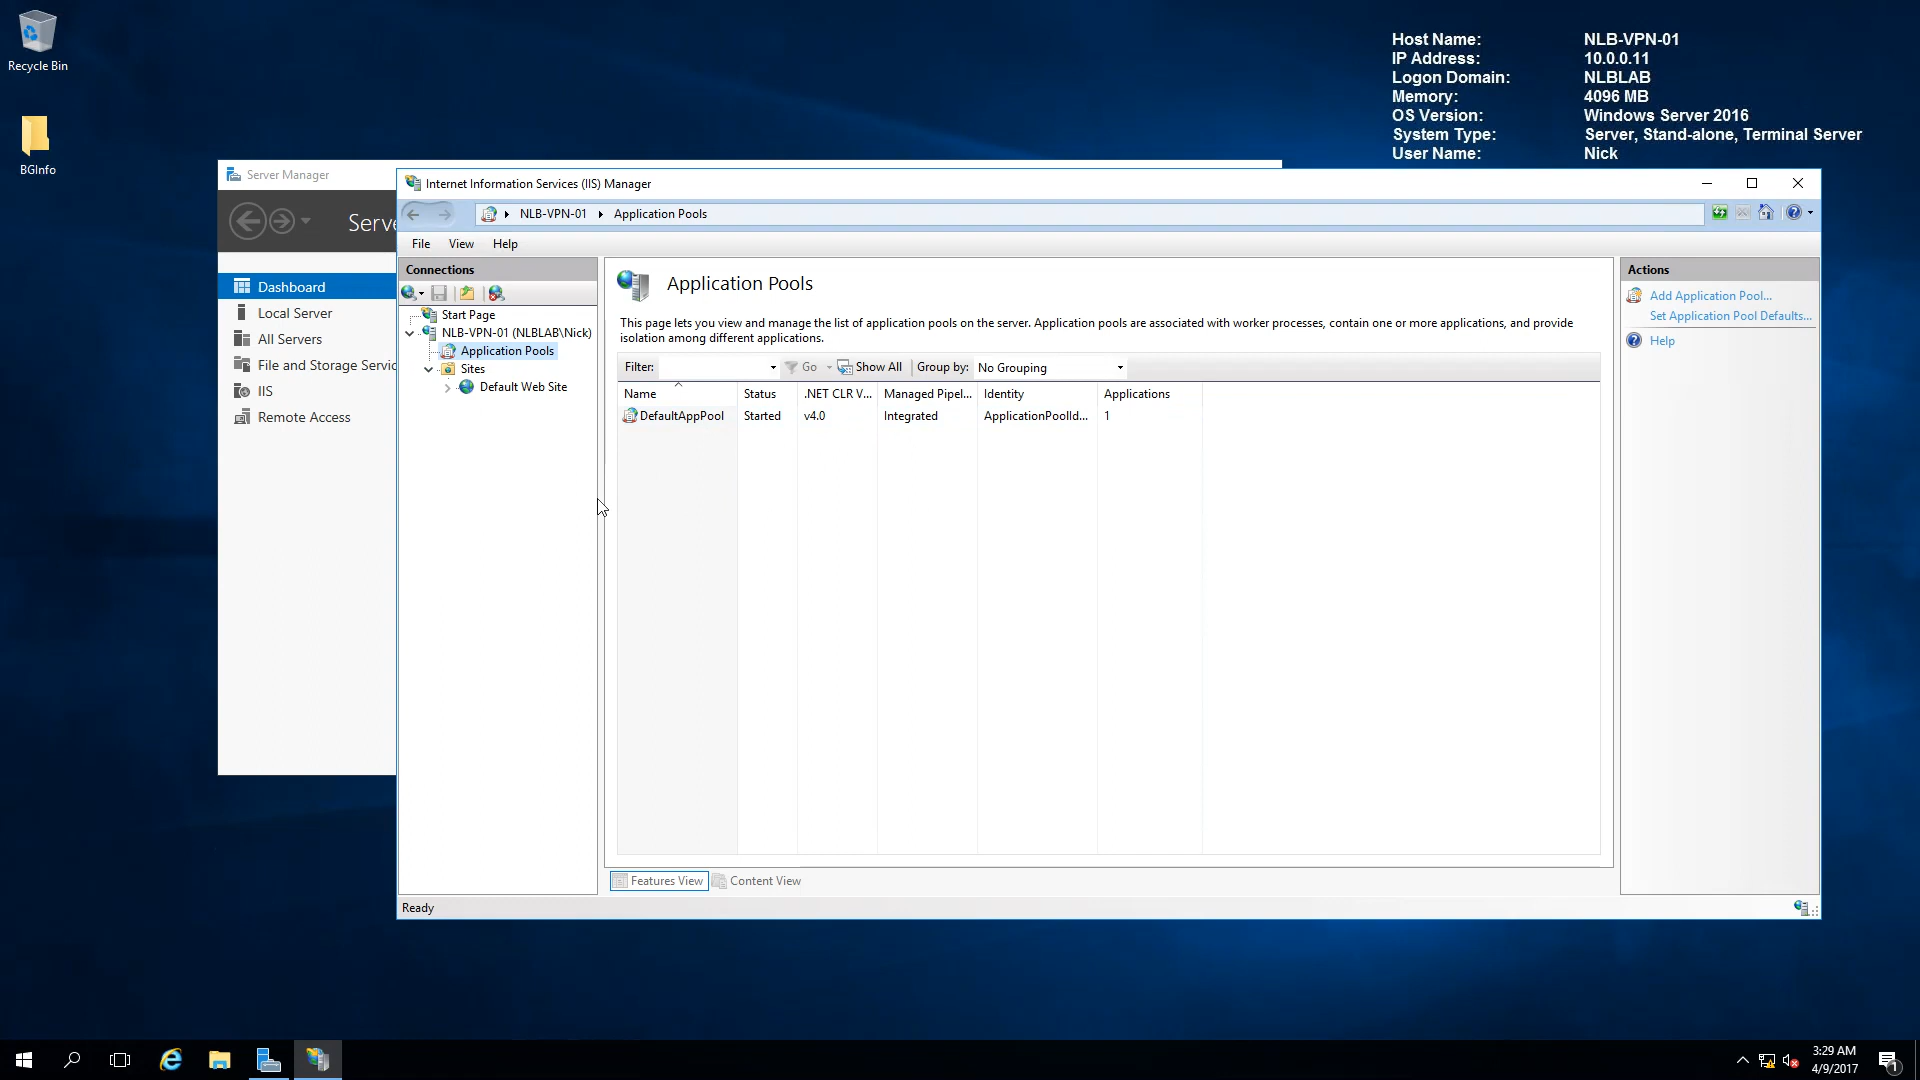 Recycle Bin
BGInfo
Host Name: NLB-VPN-01
IP Address: 10.0.0.11
Logon Domain: NLBLAB
Memory: 4096 MB
OS Version: Windows Server 2016
System Type: Server, Stand-alone, Terminal Server
User Name: Nick
Server Manager
Serve
Dashboard
Local Server
All Servers
File and Storage Servic
IIS
Remote Access
Internet Information Services (IIS) Manager
NLB-VPN-01 Application Pools
File View Help
Connections
Start Page
NLB-VPN-01 (NLBLAB\Nick)
Application Pools
Sites
Default Web Site
Application Pools
This page lets you view and manage the list of application pools on the server. Application pools are associated with worker processes, contain one or more applications, and provide
isolation among different applications.
Filter: Go Show All Group by: No Grouping
Name Status .NET CLR V... Managed Pipel... Identity Applications
DefaultAppPool Started v4.0 Integrated ApplicationPoolId... 1
Features View Content View
Actions
Add Application Pool...
Set Application Pool Defaults...
Help
Ready
3:29 AM
4/9/2017
1